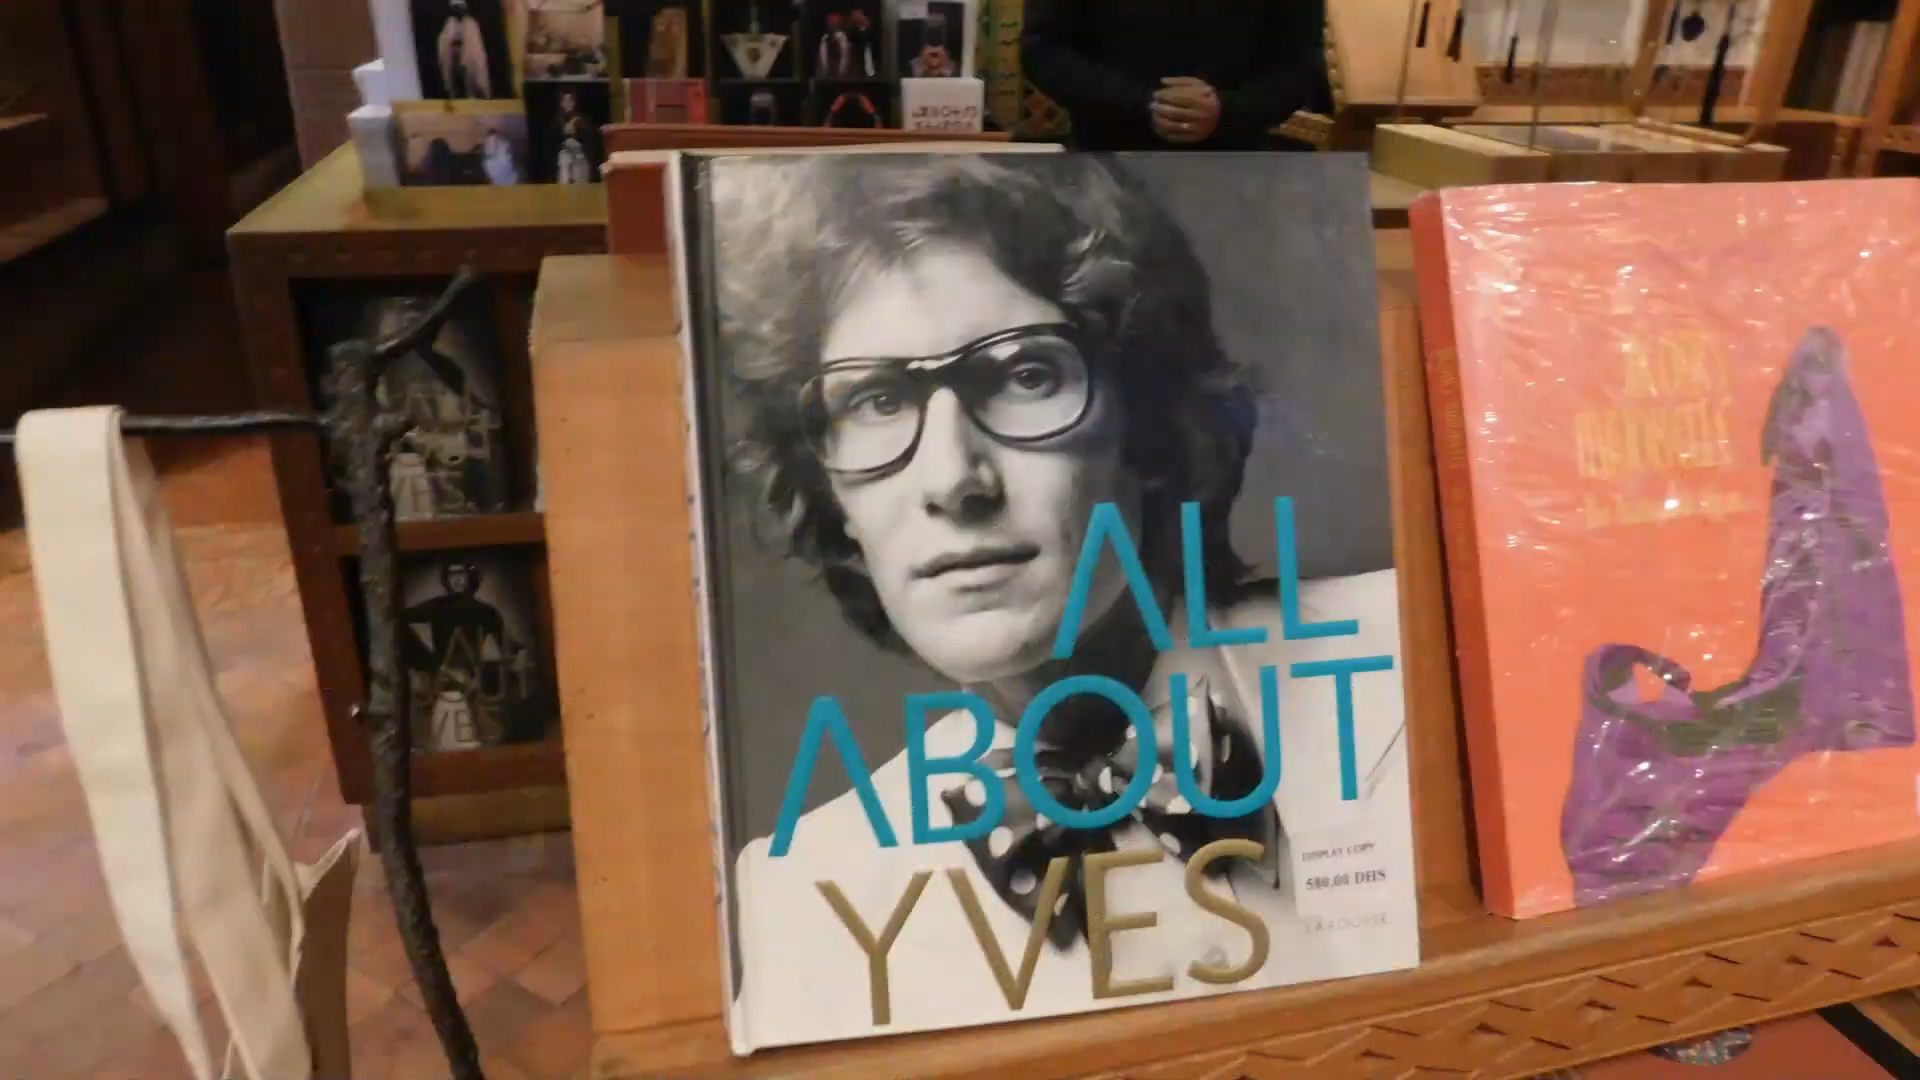 ALL
ABOUT
YVES
DISPLAY COPY
580.00 DHS
LAROUSSE